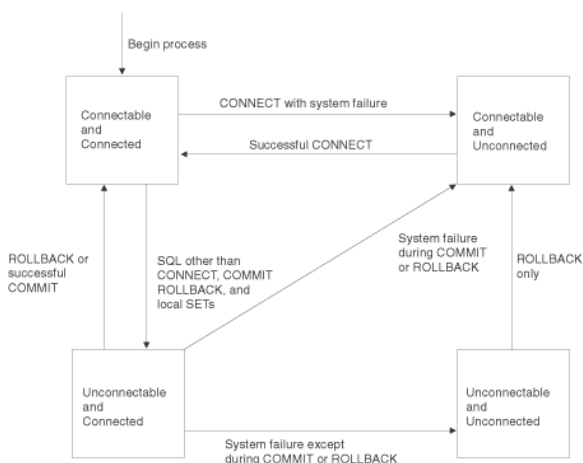 Begin process
Connectable
and
Connected
CONNECT with system failure
Successful CONNECT
Connectable
and
Unconnected
ROLLBACK or
successful
COMMIT
SQL other than
CONNECT, COMMIT
ROLLBACK, and
local SETs
System failure
during COMMIT
or ROLLBACK
ROLLBACK
only
Unconnectable
and
Connected
System failure except
during COMMIT or ROLLBACK
Unconnectable
and
Unconnected